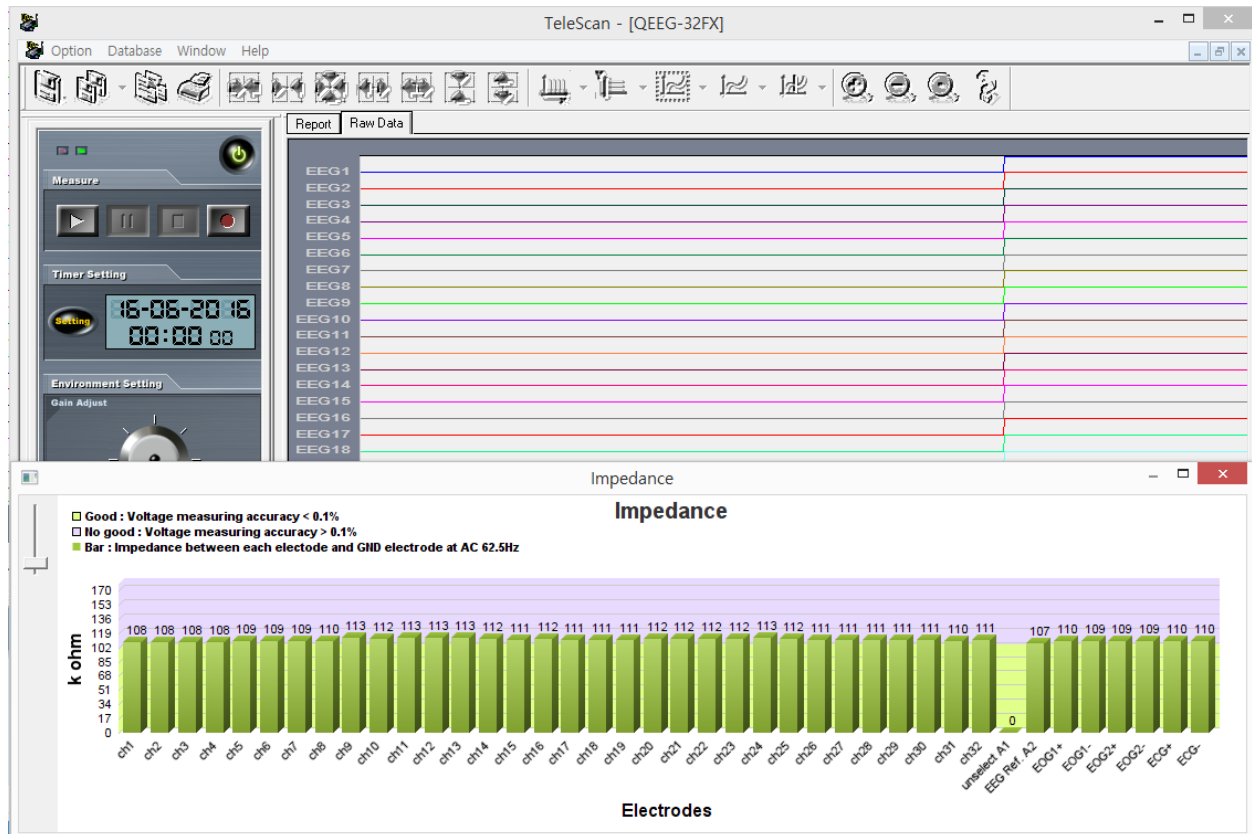 TeleScan - [QEEG-32FX]
Option Database Window Help
Report Raw Data
Measure
Timer Setting
Setting
16-06-2016
00:00 00
Environment Setting
Gain Adjust
EEG1
EEG2
EEG3
EEG4
EEG5
EEG6
EEG7
EEG8
EEG9
EEG10
EEG11
EEG12
EEG13
EEG14
EEG15
EEG16
EEG17
EEG18
Impedance
Impedance
Good : Voltage measuring accuracy < 0.1%
No good : Voltage measuring accuracy > 0.1%
Bar : Impedance between each electode and GND electrode at AC 62.5Hz
k ohm
170
153
136
119
102
85
68
51
34
17
0
108 108 108 108 109 109 109 110 113 112 113 113 113 112 111 112 111 111 111 112 112 112 113 112 111 111 111 111 111 110 111 0 107 110 109 109 109 110 110
ch1 ch2 ch3 ch4 ch5 ch6 ch7 ch8 ch9 ch10 ch11 ch12 ch13 ch14 ch15 ch16 ch17 ch18 ch19 ch20 ch21 ch22 ch23 ch24 ch25 ch26 ch27 ch28 ch29 ch30 ch31 ch32 unselect A1 EEG Ref. A2 EOG1+ EOG1- EOG2+ EOG2- ECG+ ECG-
Electrodes